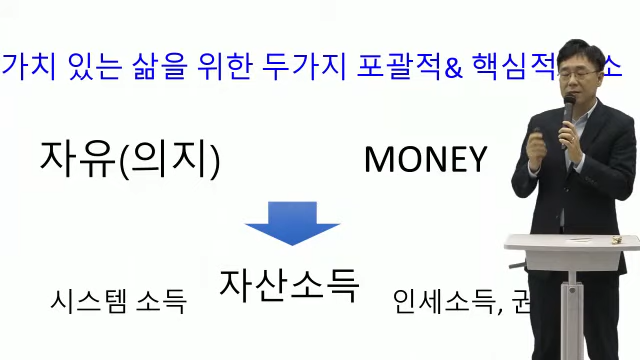 가치 있는 삶을 위한 두가지 포괄적& 핵심적
자유(의지) MONEY
자산소득
시스템 소득 인세소득,